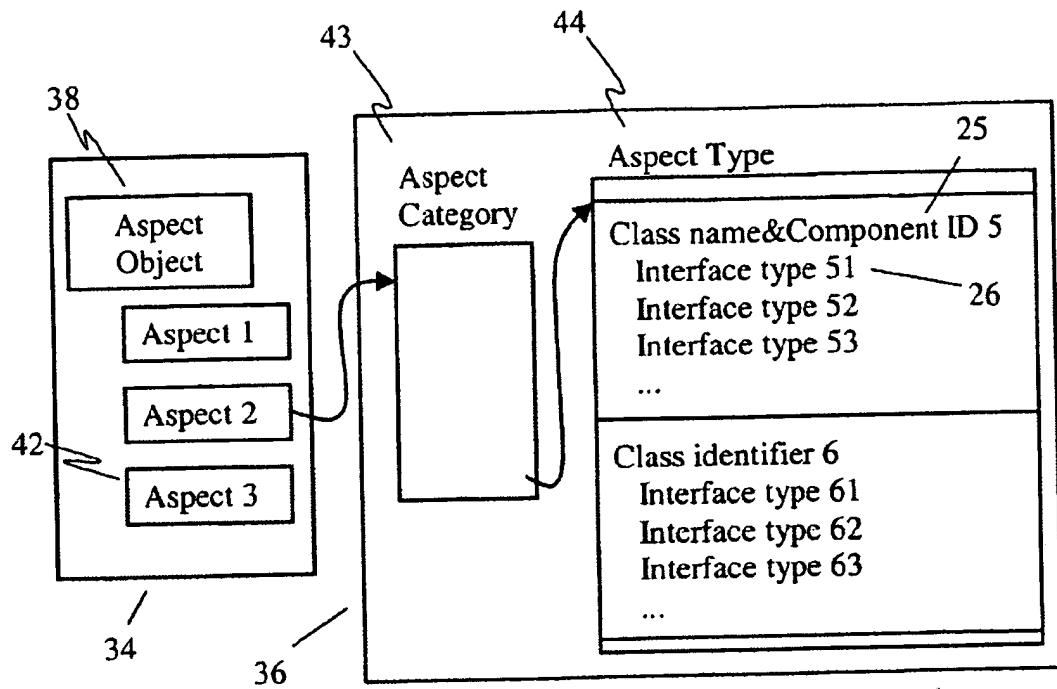 43
44
38
25
Aspect Type
Aspect
Category
Aspect
Object
Class name&Component ID 5
Interface type 51
26
Interface type 52
Interface type 53
...
Aspect 1
Aspect 2
42
Aspect 3
Class identifier 6
Interface type 61
Interface type 62
Interface type 63
...
34
36